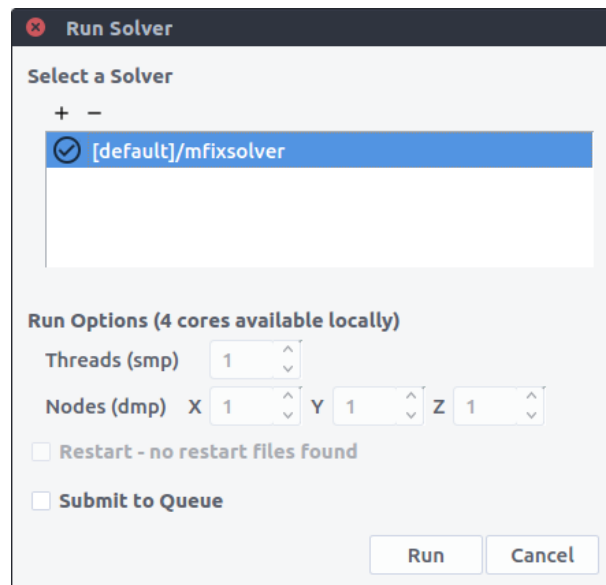 Run Solver
Select a Solver
+ −
[default]/mfixsolver
Run Options (4 cores available locally)
Threads (smp) 1
Nodes (dmp) X 1 Y 1 Z 1
Restart - no restart files found
Submit to Queue
Run Cancel